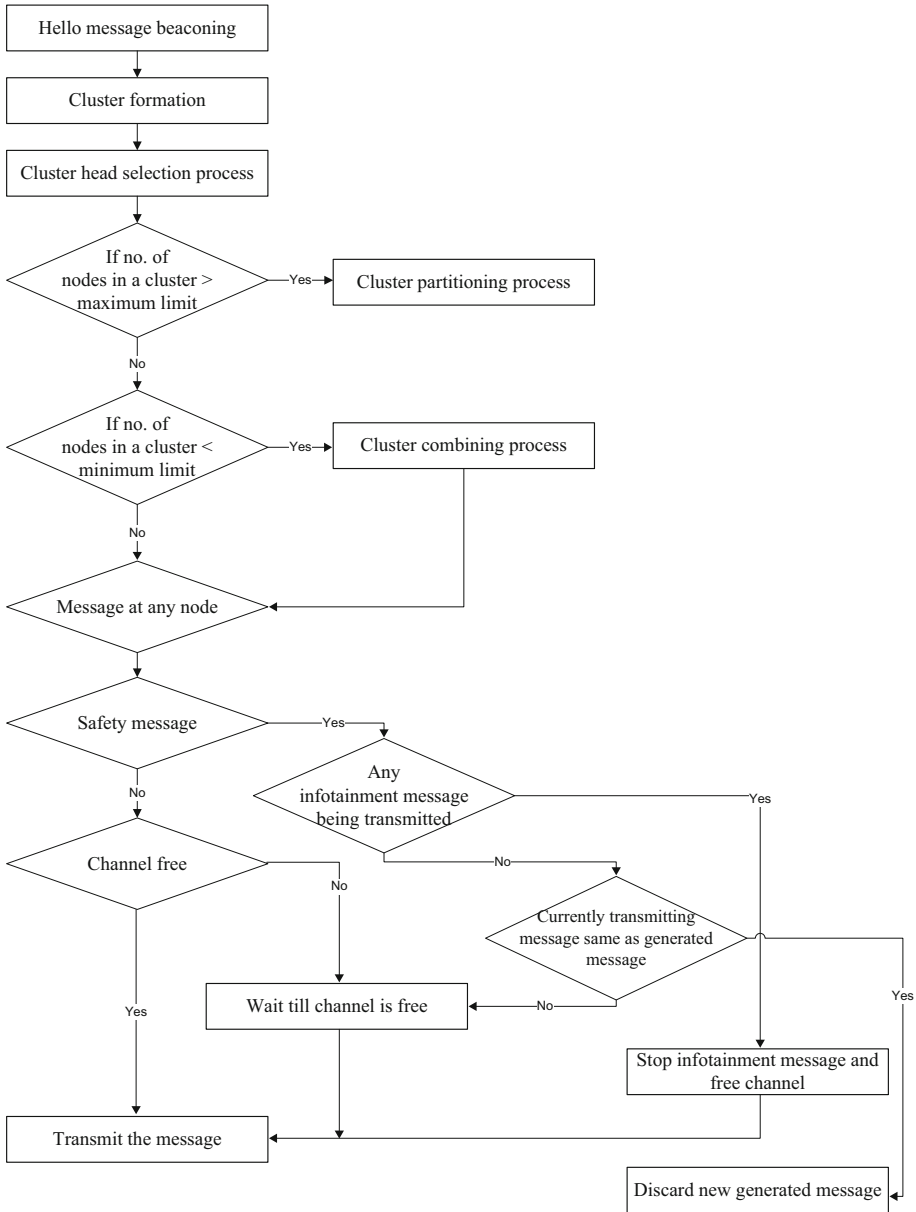 Hello message beaconing
Cluster formation
Cluster head selection process
If no. of
nodes in a cluster >
maximum limit
Yes
Cluster partitioning process
No
If no. of
nodes in a cluster <
minimum limit
Yes
Cluster combining process
No
Message at any node
Safety message
Yes
No
Any
infotainment message
being transmitted
Yes
No
Channel free
No
Currently transmitting
message same as generated
message
Yes
No
Wait till channel is free
Yes
Stop infotainment message and
free channel
Transmit the message
Discard new generated message